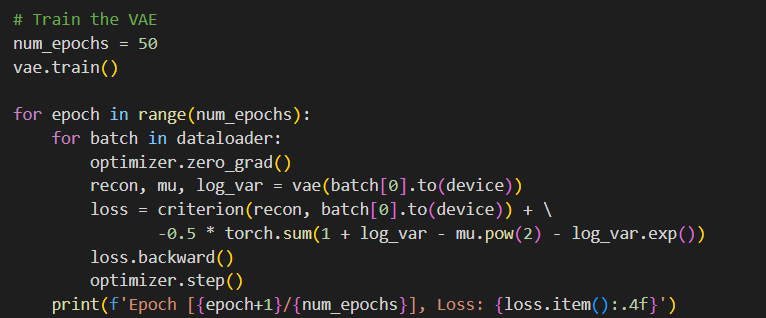 # Train the VAE
num_epochs = 50
vae.train()

for epoch in range(num_epochs):
    for batch in dataloader:
        optimizer.zero_grad()
        recon, mu, log_var = vae(batch[0].to(device))
        loss = criterion(recon, batch[0].to(device)) + \
               -0.5 * torch.sum(1 + log_var - mu.pow(2) - log_var.exp())
        loss.backward()
        optimizer.step()
    print(f'Epoch [{epoch+1}/{num_epochs}], Loss: {loss.item():.4f}')